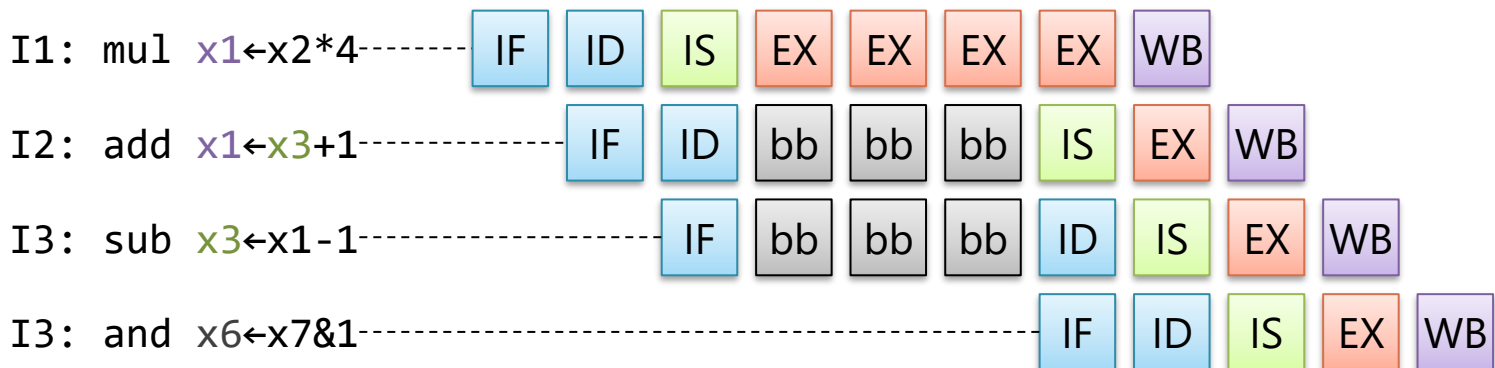 I1: mul x1←x2*4 IF ID IS EX EX EX EX WB
I2: add x1←x3+1 IF ID bb bb bb IS EX WB
I3: sub x3←x1-1 IF bb bb bb ID IS EX WB
I3: and x6←x7&1 IF ID IS EX WB